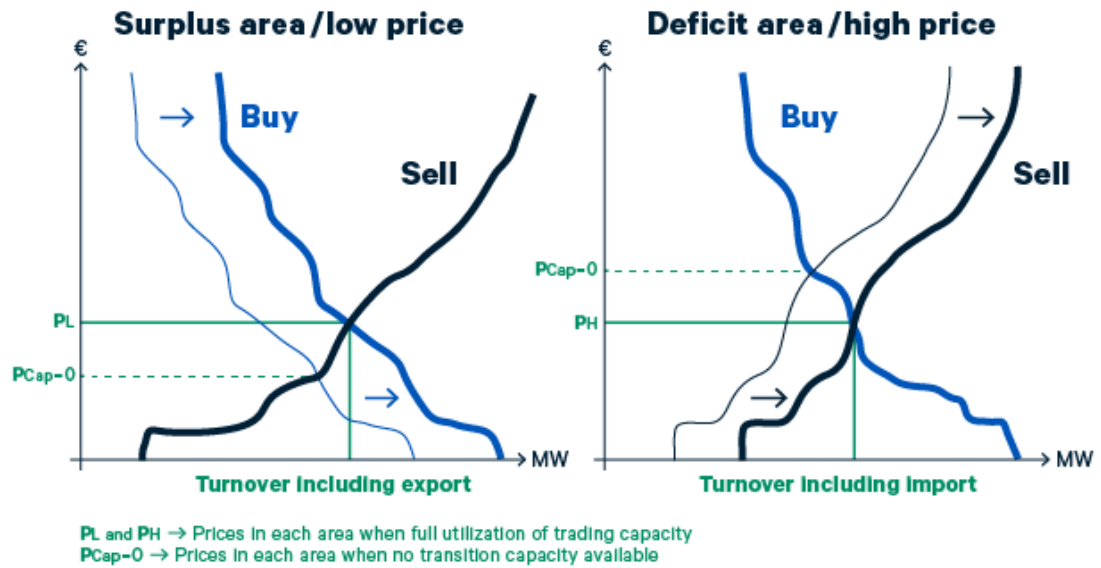 Surplus area/low price
Deficit area/high price
€
€
Buy
Sell
Buy
Sell
PCap-0
PL
PH
PCap-0
MW
MW
Turnover including export
Turnover including import
PL and PH → Prices in each area when full utilization of trading capacity
PCap-0 → Prices in each area when no transition capacity available